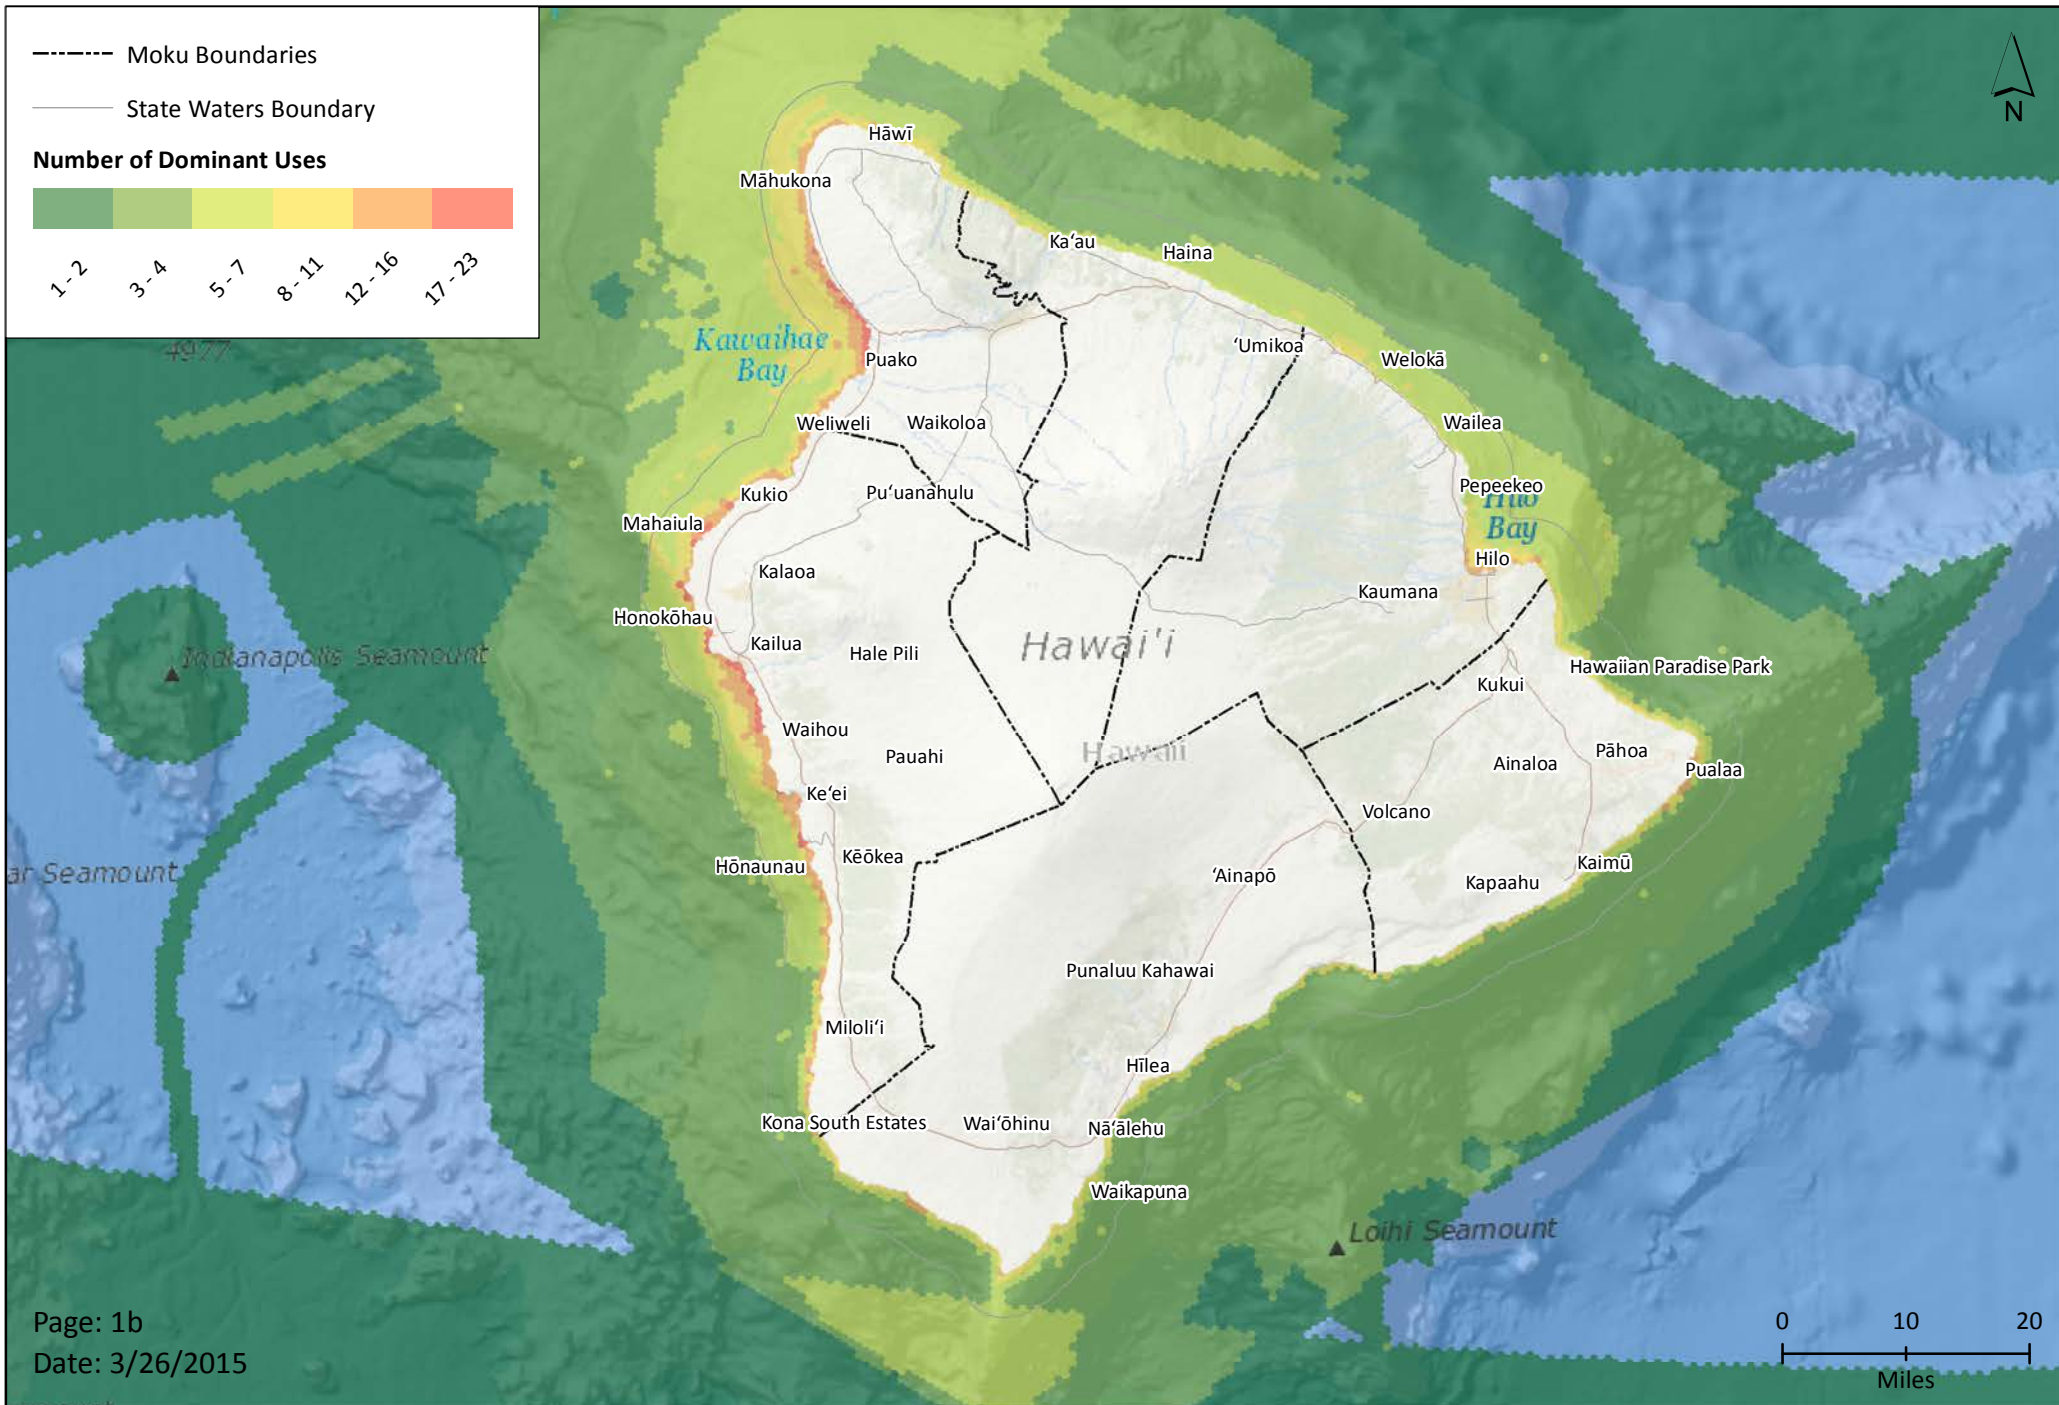 Moku Boundaries
State Waters Boundary
Number of Dominant Uses
1 - 2
3 - 4
5 - 7
8 - 11
12 - 16
17 - 23
N
Hāwī
Māhukona
Ka‘au
Haina
4977
Kawaihae
Bay
Puako
‘Umikoa
Welokā
Weliweli
Waikoloa
Wailea
Kukio
Pu‘uanahulu
Pepeekeo
Hilo
Bay
Mahaiula
Hilo
Kalaoa
Kaumana
Honokōhau
Kailua
Hale Pili
Hawai'i
Indianapolis Seamount
Hawaiian Paradise Park
Kukui
Waihou
Pauahi
Hawaii
Pāhoa
Ainaloa
Pualaa
Ke‘ei
Volcano
Hōnaunau
Kēōkea
ar Seamount
‘Ainapō
Kapaahu
Kaimū
Punaluu Kahawai
Miloli‘i
Hīlea
Kona South Estates
Wai‘ōhinu
Nā‘ālehu
Waikapuna
Loihi Seamount
Page: 1b
Date: 3/26/2015
0 10 20
Miles